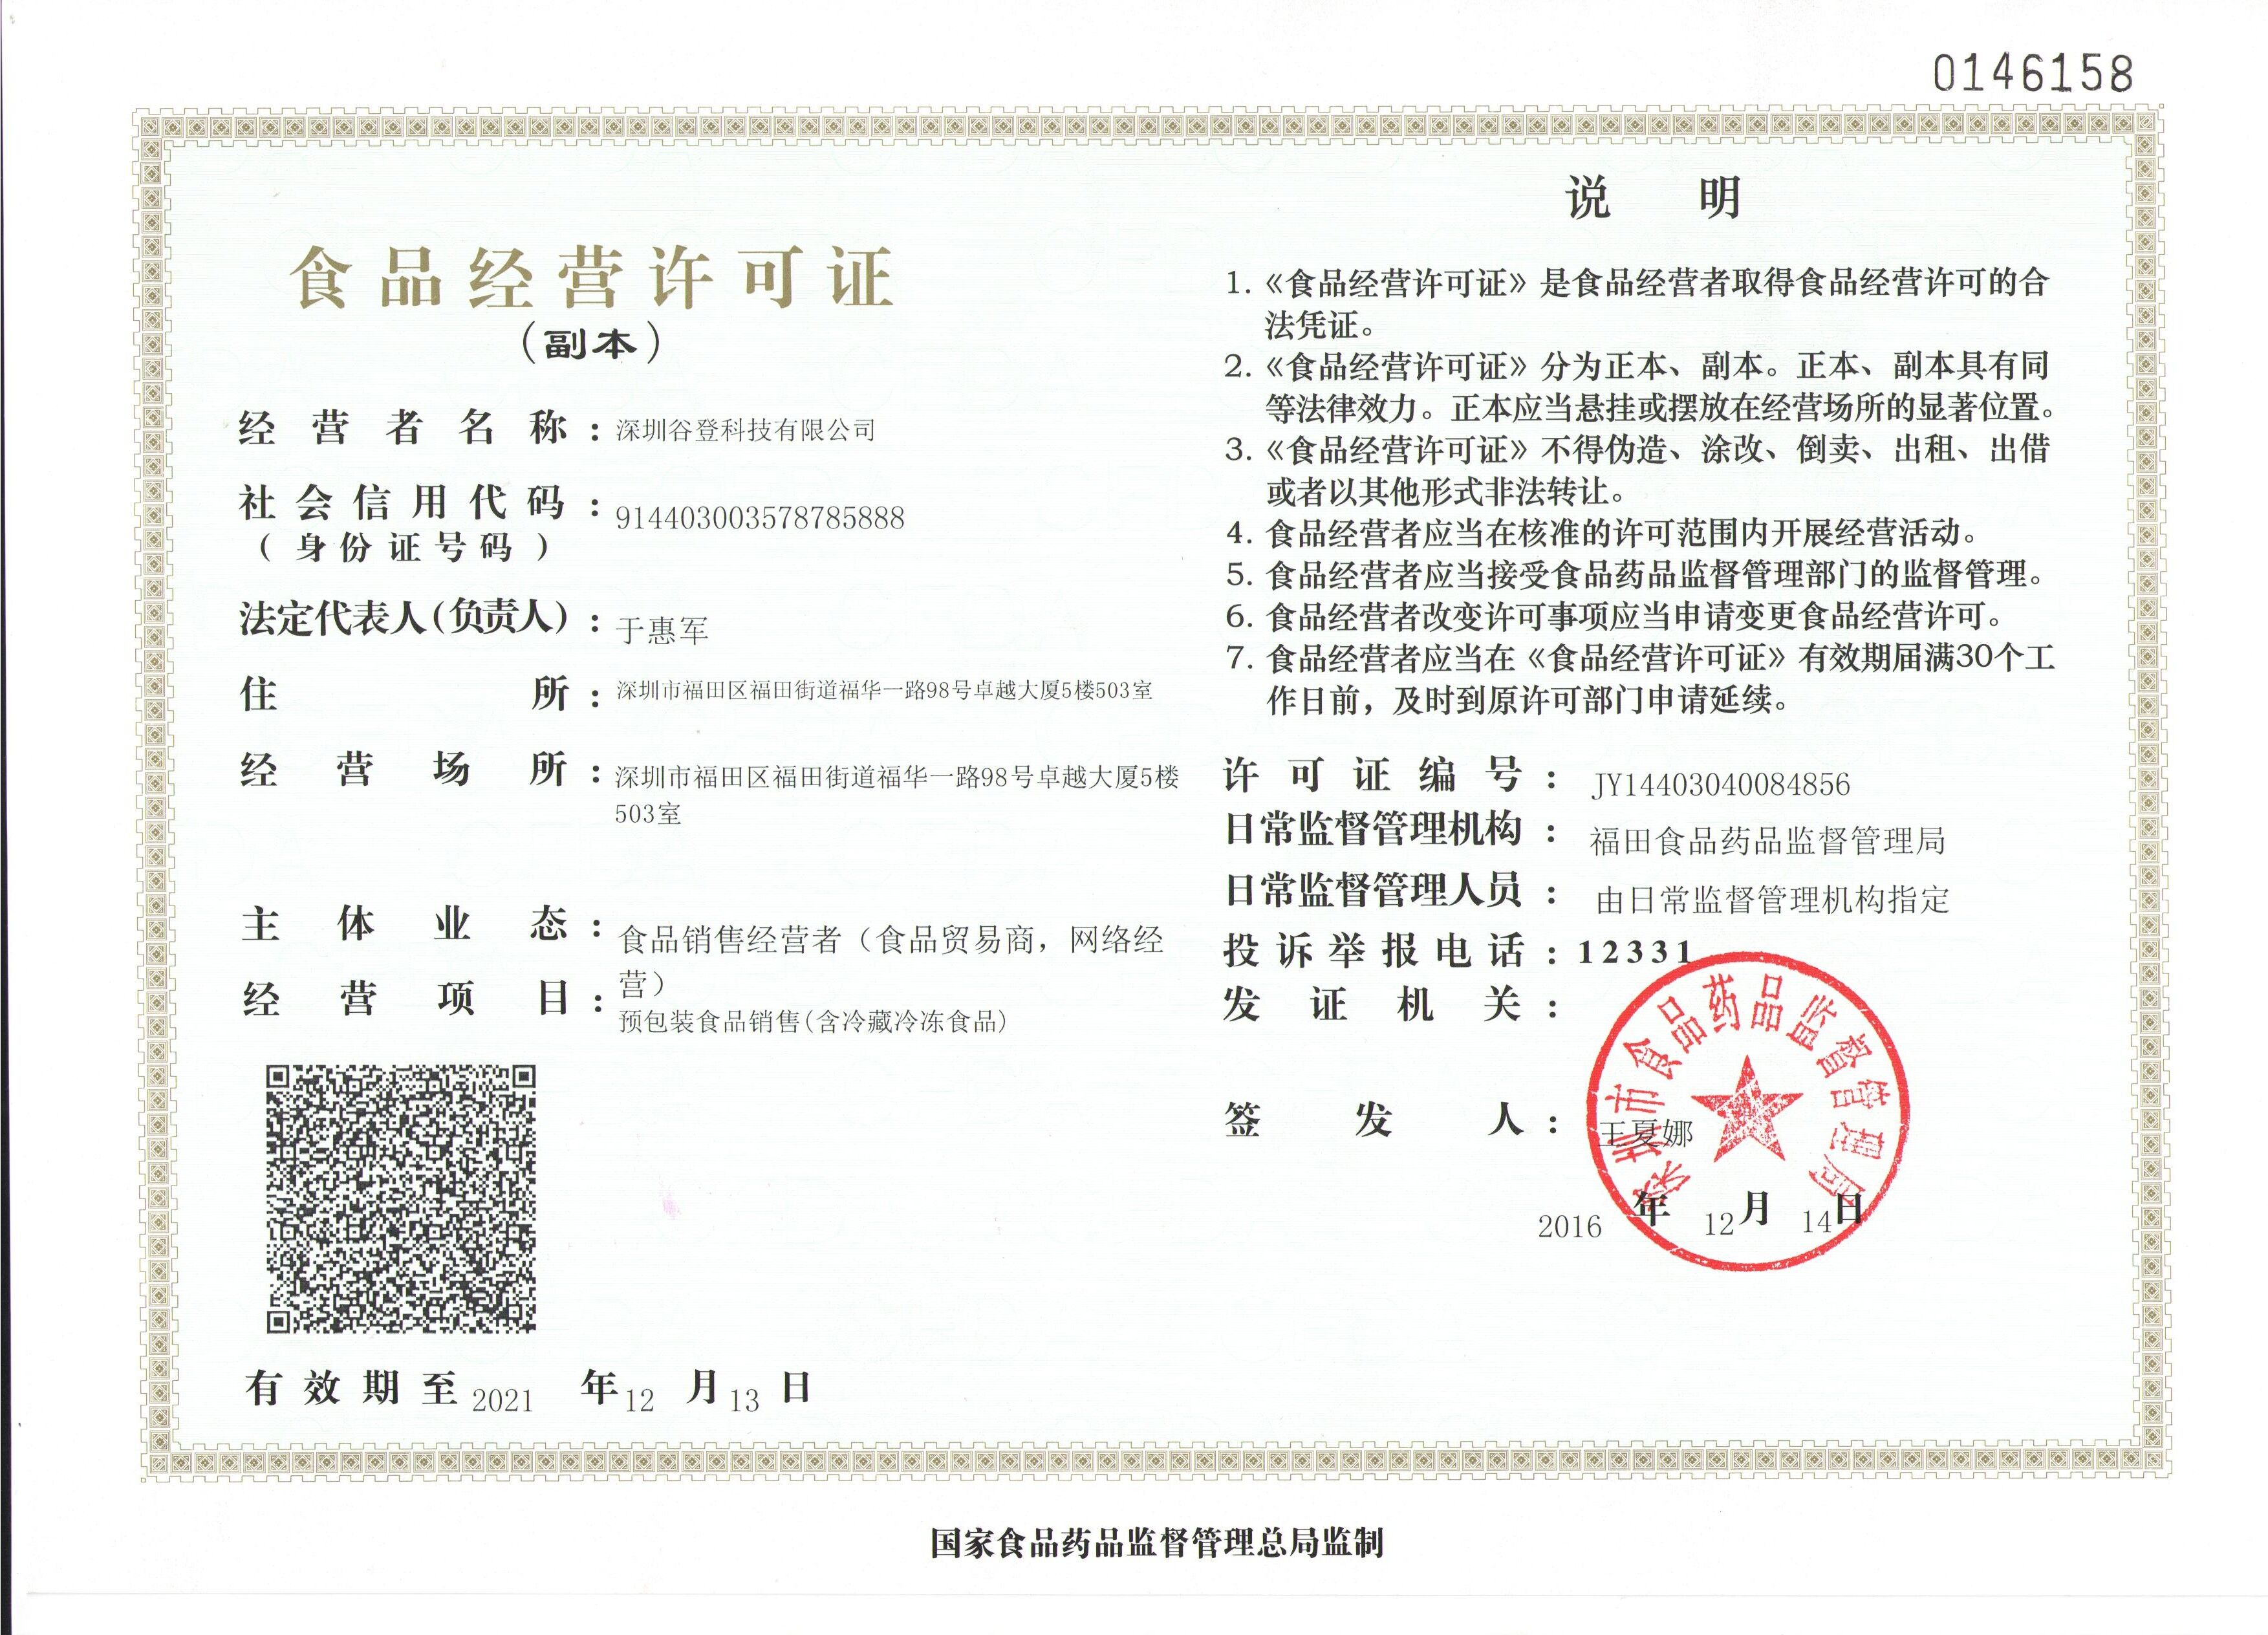 0146158
食品经营许可证
（副本）
经营者名称：深圳谷登科技有限公司
社会信用代码：914403003578785888
（身份证号码）
法定代表人(负责人)：于惠军
住所：深圳市福田区福田街道福华一路98号卓越大厦5楼503室
经营场所：深圳市福田区福田街道福华一路98号卓越大厦5楼
503室
主体业态：食品销售经营者（食品贸易商，网络经
营）
经营项目：预包装食品销售(含冷藏冷冻食品)
有效期至2021年12月13日
说明
1.《食品经营许可证》是食品经营者取得食品经营许可的合
法凭证。
2.《食品经营许可证》分为正本、副本。正本、副本具有同
等法律效力。正本应当悬挂或摆放在经营场所的显著位置。
3.《食品经营许可证》不得伪造、涂改、倒卖、出租、出借
或者以其他形式非法转让。
4.食品经营者应当在核准的许可范围内开展经营活动。
5.食品经营者应当接受食品药品监督管理部门的监督管理。
6.食品经营者改变许可事项应当申请变更食品经营许可。
7.食品经营者应当在《食品经营许可证》有效期届满30个工
作日前，及时到原许可部门申请延续。
许可证编号：JY14403040084856
日常监督管理机构：福田食品药品监督管理局
日常监督管理人员：由日常监督管理机构指定
投诉举报电话：12331
发证机关：
深圳市食品药品监督管理局
签发人：王夏娜
2016年12月14日
国家食品药品监督管理总局监制